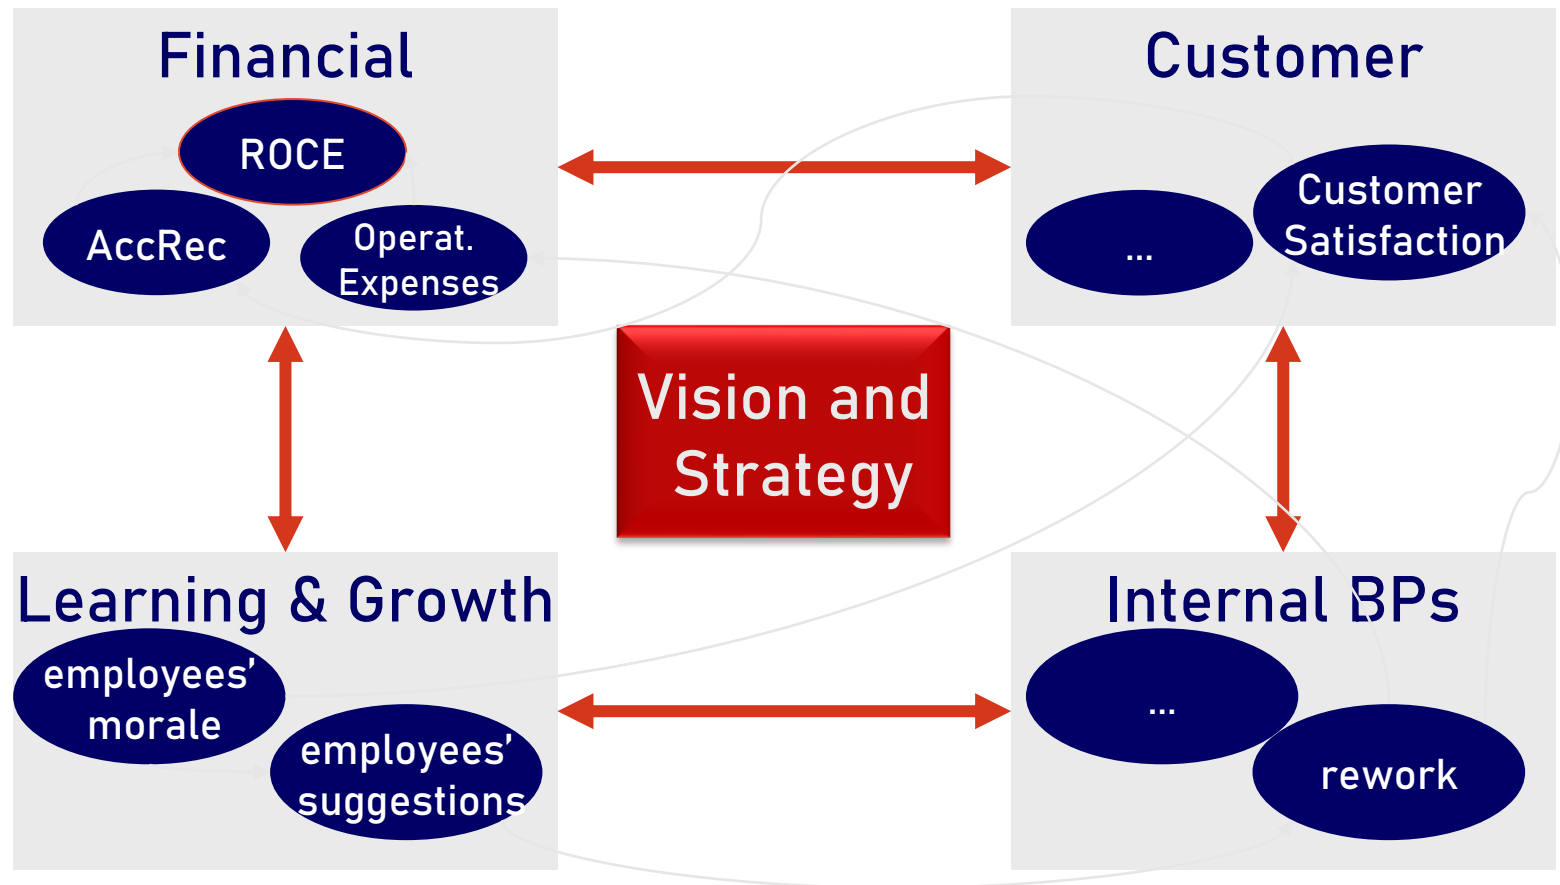 Financial
ROCE
AccRec
Operat.
Expenses
Customer
...
Customer
Satisfaction
Vision and
Strategy
Learning & Growth
employees’
morale
employees’
suggestions
Internal BPs
...
rework